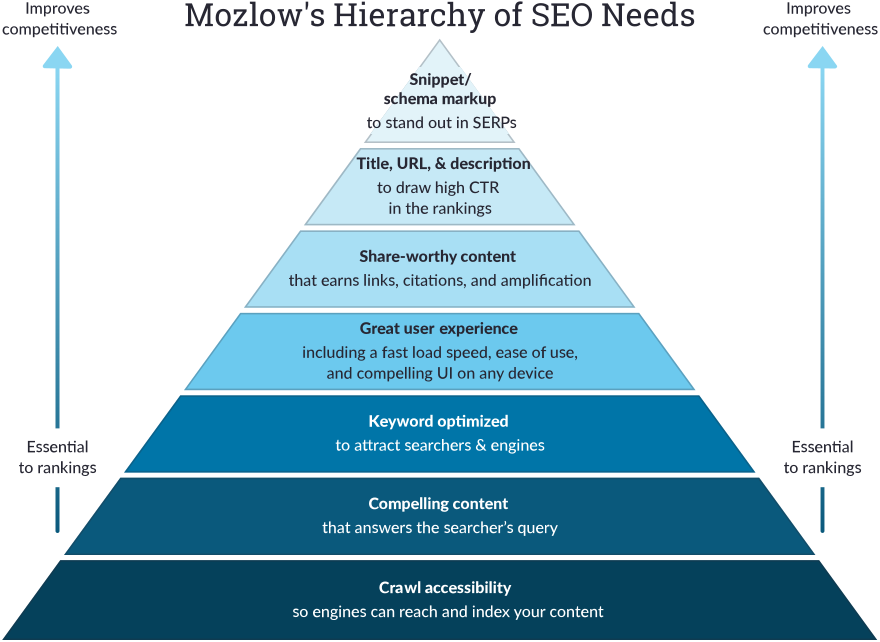 Mozlow's Hierarchy of SEO Needs
Improves
competitiveness
Improves
competitiveness
Snippet/
schema markup
to stand out in SERPs
Title, URL, & description
to draw high CTR
in the rankings
Share-worthy content
that earns links, citations, and amplification
Great user experience
including a fast load speed, ease of use,
and compelling UI on any device
Keyword optimized
to attract searchers & engines
Essential
to rankings
Essential
to rankings
Compelling content
that answers the searcher’s query
Crawl accessibility
so engines can reach and index your content